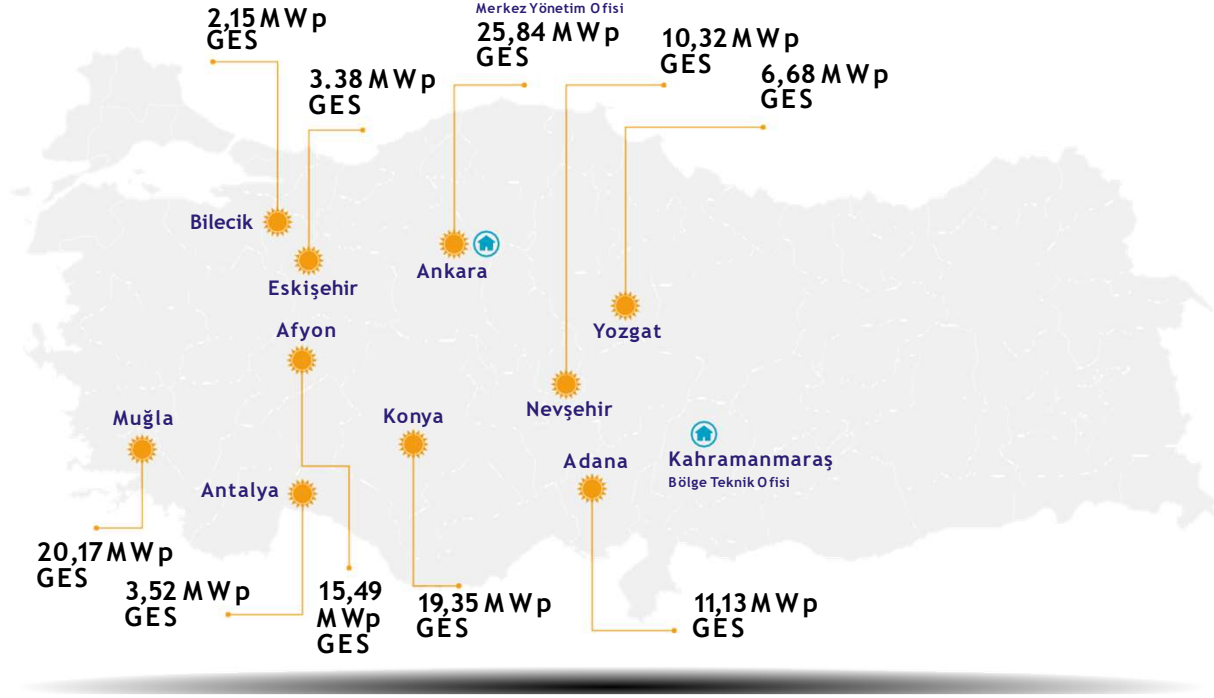 Merkez Yönetim Ofisi
2,15 MWp
GES
25,84 MWp
GES
10,32 MWp
GES
3.38 MWp
GES
6,68 MWp
GES
Bilecik
Eskişehir
Ankara
Afyon
Yozgat
Muğla
Konya
Nevşehir
Antalya
Adana
Kahramanmaraş
Bölge Teknik Ofisi
20,17 MWp
GES
3,52 MWp
GES
15,49
MWp
GES
19,35 MWp
GES
11,13 MWp
GES